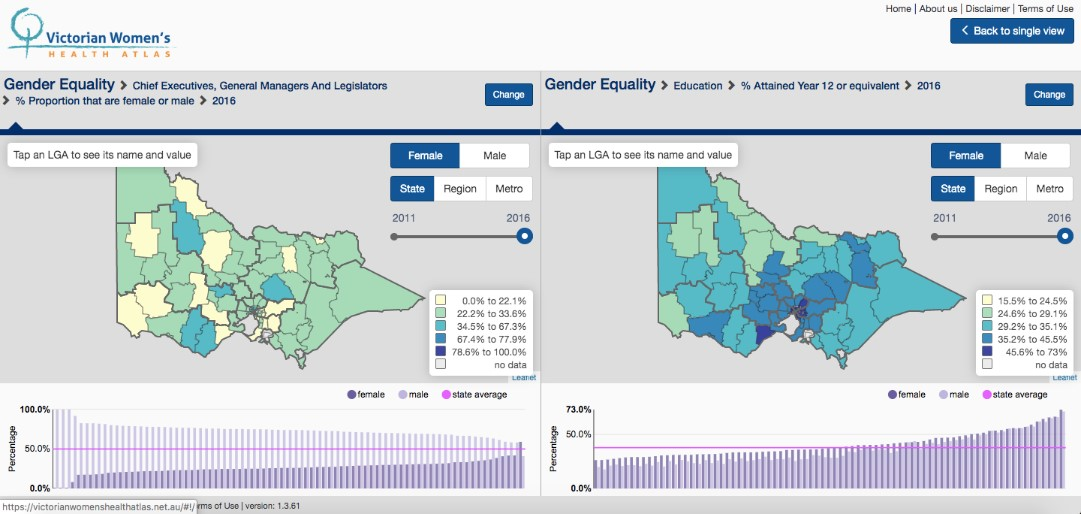 Home | About us | Disclaimer | Terms of Use
Victorian Women's
HEALTH ATLAS
Back to single view
Gender Equality > Chief Executives, General Managers And Legislators
> % Proportion that are female or male > 2016
Change
Gender Equality > Education > % Attained Year 12 or equivalent > 2016
Change
Tap an LGA to see its name and value
Female Male
State Region Metro
2011 2016
0.0% to 22.1%
22.2% to 33.6%
34.5% to 67.3%
67.4% to 77.9%
78.6% to 100.0%
no data
Leaflet
Tap an LGA to see its name and value
Female Male
State Region Metro
2011 2016
15.5% to 24.5%
24.6% to 29.1%
29.2% to 35.1%
35.2% to 45.5%
45.6% to 73%
no data
Leaflet
female male state average
100.0%
50.0%
0.0%
Percentage
female male state average
73.0%
50.0%
0.0%
Percentage
https://victorianwomenshealthatlas.net.au/#!/ rms of Use | version: 1.3.61